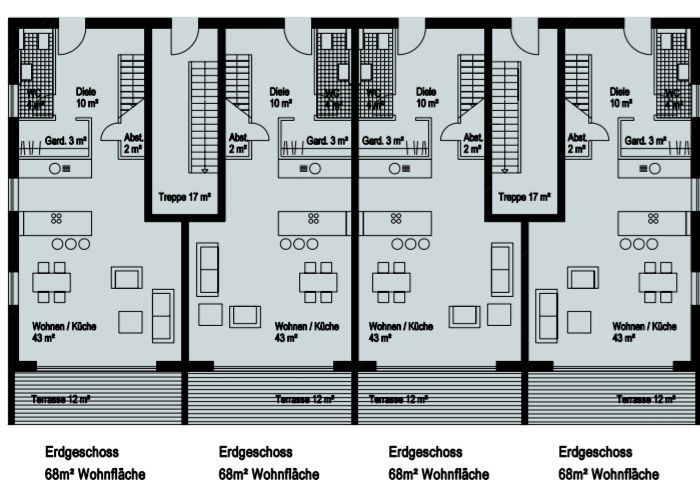 WC
4 m²
Diele
10 m²
Gard. 3 m²
Abst.
2 m²
Treppe 17 m²
Wohnen / Küche
43 m²
Terrasse 12 m²
Erdgeschoss
68m² Wohnfläche
Diele
10 m²
WC
4 m²
Abst.
2 m²
Gard. 3 m²
Wohnen / Küche
43 m²
Terrasse 12 m²
Erdgeschoss
68m² Wohnfläche
WC
4 m²
Diele
10 m²
Gard. 3 m²
Abst.
2 m²
Treppe 17 m²
Wohnen / Küche
43 m²
Terrasse 12 m²
Erdgeschoss
68m² Wohnfläche
Diele
10 m²
WC
4 m²
Abst.
2 m²
Gard. 3 m²
Wohnen / Küche
43 m²
Terrasse 12 m²
Erdgeschoss
68m² Wohnfläche